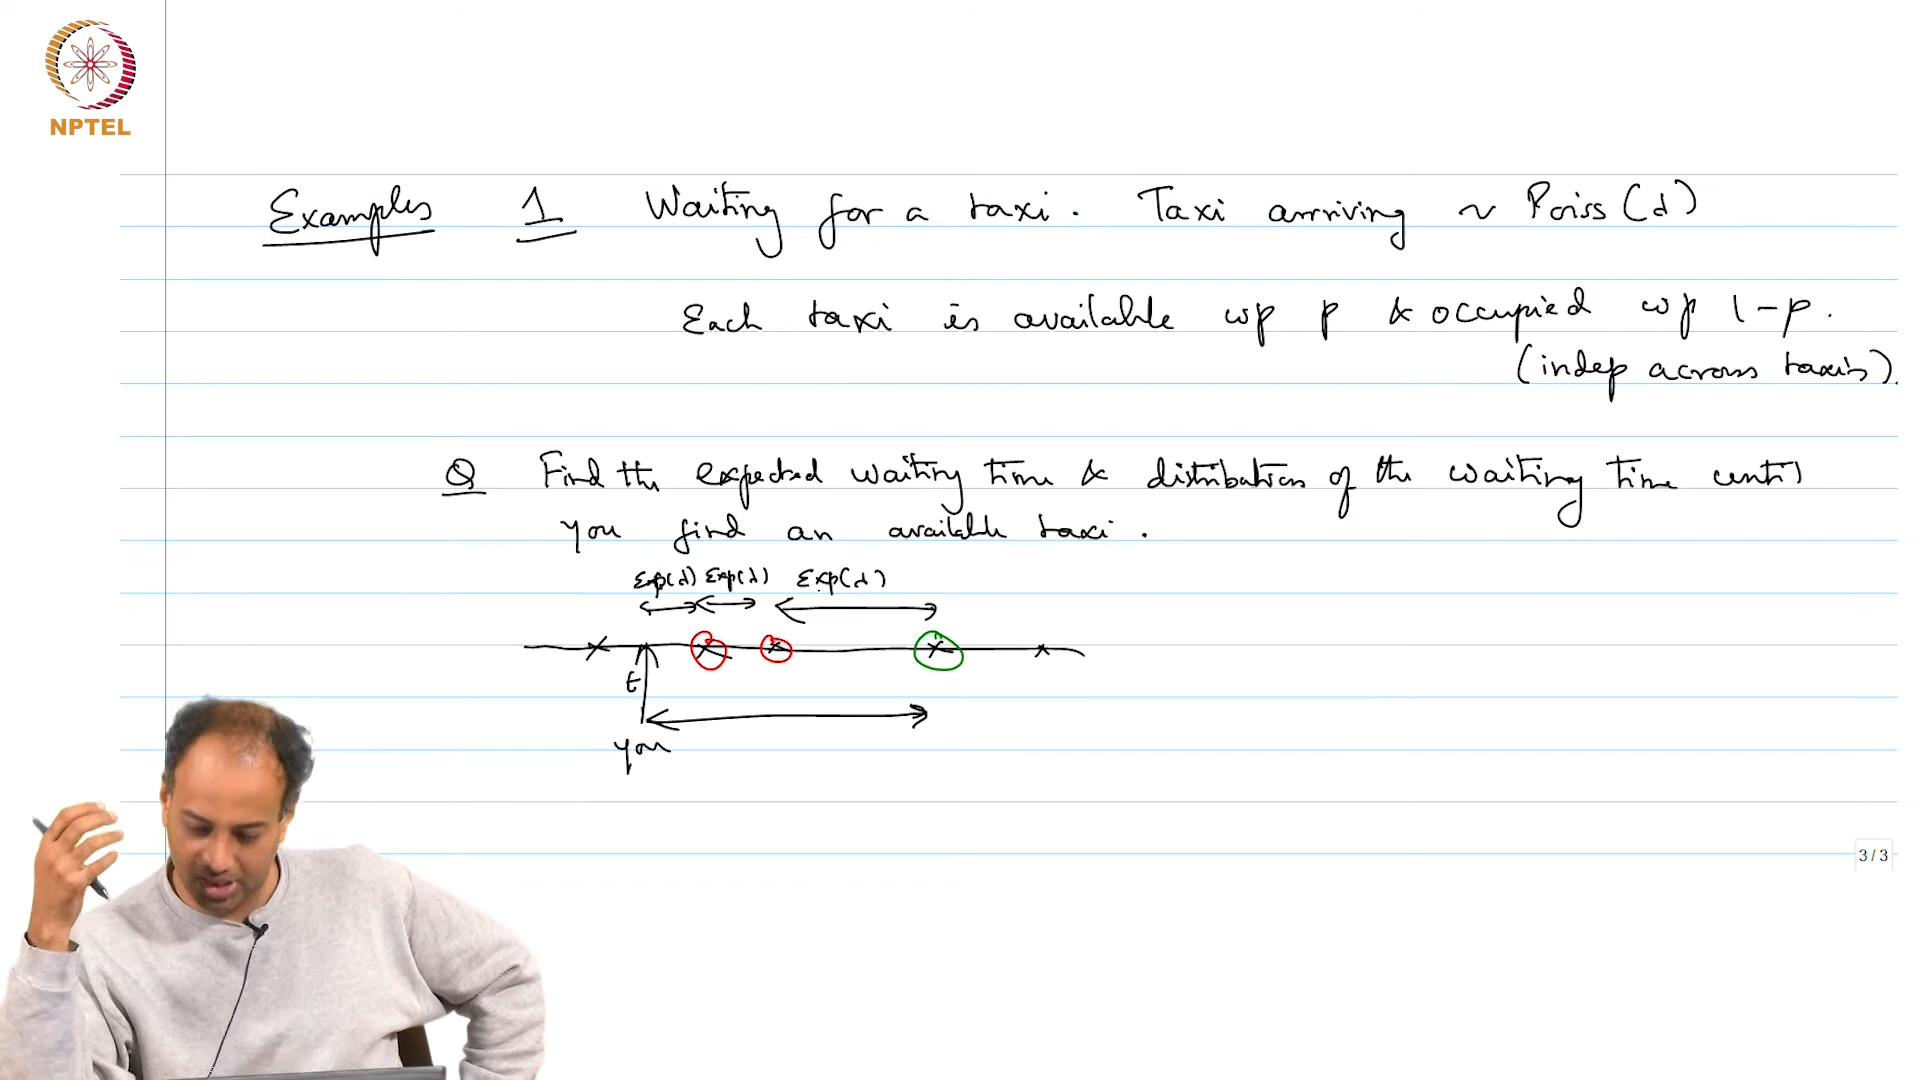 NPTEL
Examples 1 Waiting for a taxi. Taxi arriving ~ Poiss(λ)
Each taxi is available wp p & occupied wp 1-p.
(indep across taxis).
Q Find the expected waiting time & distribution of the waiting time until
you find an available taxi.
Exp(λ) Exp(λ) Exp(λ)
t
you
3 / 3